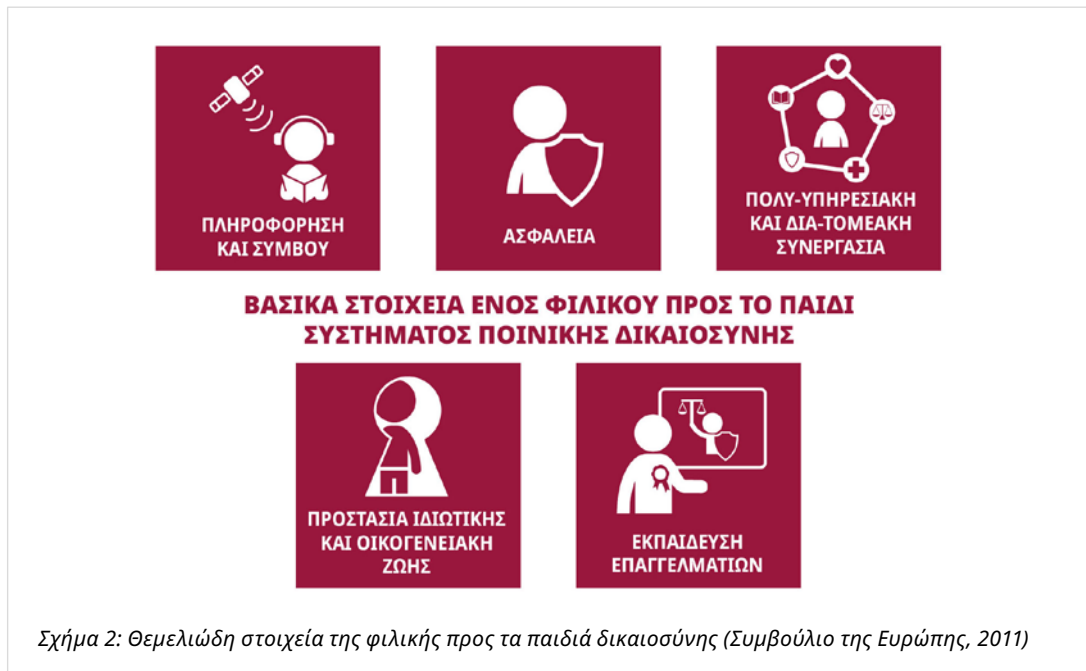 ΠΛΗΡΟΦΟΡΗΣΗ
ΚΑΙ ΣΥΜΒΟΥ
ΑΣΦΑΛΕΙΑ
ΠΟΛΥ-ΥΠΗΡΕΣΙΑΚΗ
ΚΑΙ ΔΙΑ-ΤΟΜΕΑΚΗ
ΣΥΝΕΡΓΑΣΙΑ
ΒΑΣΙΚΑ ΣΤΟΙΧΕΙΑ ΕΝΟΣ ΦΙΛΙΚΟΥ ΠΡΟΣ ΤΟ ΠΑΙΔΙ
ΣΥΣΤΗΜΑΤΟΣ ΠΟΙΝΙΚΗΣ ΔΙΚΑΙΟΣΥΝΗΣ
ΠΡΟΣΤΑΣΙΑ ΙΔΙΩΤΙΚΗΣ
ΚΑΙ ΟΙΚΟΓΕΝΕΙΑΚΗ
ΖΩΗΣ
ΕΚΠΑΙΔΕΥΣΗ
ΕΠΑΓΓΕΛΜΑΤΙΩΝ
Σχήμα 2: Θεμελιώδη στοιχεία της φιλικής προς τα παιδιά δικαιοσύνης (Συμβούλιο της Ευρώπης, 2011)